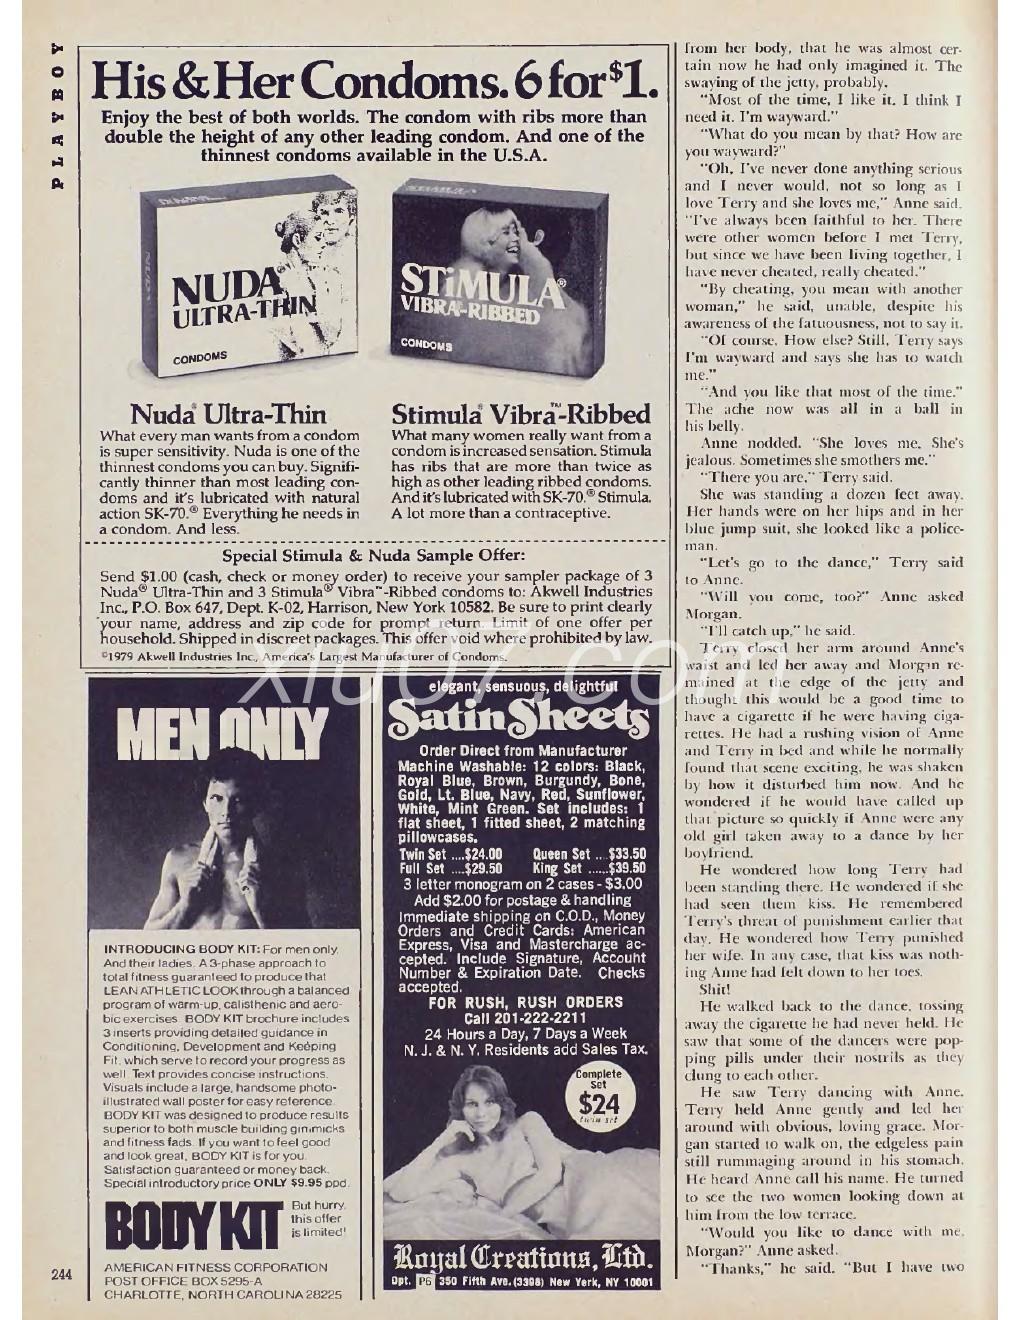 PLAYBOY
His & Her Condoms. 6 for $1.
Enjoy the best of both worlds. The condom with ribs more than
double the height of any other leading condom. And one of the
thinnest condoms available in the U.S.A.
NUDA®
ULTRA-THIN
CONDOMS
STIMULA
STiMULA®
VIBRA-RIBBED
CONDOMS
Nuda® Ultra-Thin
What every man wants from a condom
is super sensitivity. Nuda is one of the
thinnest condoms you can buy. Signifi-
cantly thinner than most leading con-
doms and it's lubricated with natural
action SK-70.® Everything he needs in
a condom. And less.
Stimula® Vibra™-Ribbed
What many women really want from a
condom is increased sensation. Stimula
has ribs that are more than twice as
high as other leading ribbed condoms.
And it's lubricated with SK-70.® Stimula.
A lot more than a contraceptive.
Special Stimula & Nuda Sample Offer:
Send $1.00 (cash, check or money order) to receive your sampler package of 3
Nuda® Ultra-Thin and 3 Stimula® Vibra™-Ribbed condoms to: Akwell Industries
Inc., P.O. Box 647, Dept. K-02, Harrison, New York 10582. Be sure to print clearly
your name, address and zip code for prompt return. Limit of one offer per
household. Shipped in discreet packages. This offer void where prohibited by law.
©1979 Akwell Industries Inc., America's Largest Manufacturer of Condoms.
xiu07.com
MEN ONLY
INTRODUCING BODY KIT: For men only.
And their ladies. A 3-phase approach to
total fitness guaranteed to produce that
LEAN ATHLETIC LOOK through a balanced
program of warm-up, calisthenic and aero-
bic exercises. BODY KIT brochure includes
3 inserts providing detailed guidance in
Conditioning, Development and Keeping
Fit, which serve to record your progress as
well. Text provides concise instructions.
Visuals include a large, handsome photo-
illustrated wall poster for easy reference.
BODY KIT was designed to produce results
superior to both muscle building gimmicks
and fitness fads. If you want to feel good
and look great, BODY KIT is for you.
Satisfaction guaranteed or money back.
Special introductory price ONLY $9.95 ppd.
BODY KIT
But hurry,
this offer
is limited!
AMERICAN FITNESS CORPORATION
POST OFFICE BOX 5295-A
CHARLOTTE, NORTH CAROLINA 28225
elegant, sensuous, delightful
Satin Sheets
Order Direct from Manufacturer
Machine Washable: 12 colors: Black,
Royal Blue, Brown, Burgundy, Bone,
Gold, Lt. Blue, Navy, Red, Sunflower,
White, Mint Green. Set includes: 1
flat sheet, 1 fitted sheet, 2 matching
pillowcases.
Twin Set ....$24.00 Queen Set ....$33.50
Full Set ....$29.50 King Set ......$39.50
3 letter monogram on 2 cases - $3.00
Add $2.00 for postage & handling
Immediate shipping on C.O.D., Money
Orders and Credit Cards: American
Express, Visa and Mastercharge ac-
cepted. Include Signature, Account
Number & Expiration Date. Checks
accepted.
FOR RUSH, RUSH ORDERS
Call 201-222-2211
24 Hours a Day, 7 Days a Week
N. J. & N. Y. Residents add Sales Tax.
Complete
Set
$24
twin set
Royal Creations, Ltd.
Dpt. P6 350 Fifth Ave. (3308) New York, NY 10001
from her body, that he was almost cer-
tain now he had only imagined it. The
swaying of the jetty, probably.
"Most of the time, I like it. I think I
need it. I'm wayward."
"What do you mean by that? How are
you wayward?"
"Oh, I've never done anything serious
and I never would, not so long as I
love Terry and she loves me," Anne said.
"I've always been faithful to her. There
were other women before I met Terry,
but since we have been living together, I
have never cheated, really cheated."
"By cheating, you mean with another
woman," he said, unable, despite his
awareness of the fatuousness, not to say it.
"Of course. How else? Still, Terry says
I'm wayward and says she has to watch
me."
"And you like that most of the time."
The ache now was all in a ball in
his belly.
Anne nodded. "She loves me. She's
jealous. Sometimes she smothers me."
"There you are," Terry said.
She was standing a dozen feet away.
Her hands were on her hips and in her
blue jump suit, she looked like a police-
man.
"Let's go to the dance," Terry said
to Anne.
"Will you come, too?" Anne asked
Morgan.
"I'll catch up," he said.
Terry closed her arm around Anne's
waist and led her away and Morgan re-
mained at the edge of the jetty and
thought this would be a good time to
have a cigarette if he were having ciga-
rettes. He had a rushing vision of Anne
and Terry in bed and while he normally
found that scene exciting, he was shaken
by how it disturbed him now. And he
wondered if he would have called up
that picture so quickly if Anne were any
old girl taken away to a dance by her
boyfriend.
He wondered how long Terry had
been standing there. He wondered if she
had seen them kiss. He remembered
Terry's threat of punishment earlier that
day. He wondered how Terry punished
her wife. In any case, that kiss was noth-
ing Anne had felt down to her toes.
Shit!
He walked back to the dance, tossing
away the cigarette he had never held. He
saw that some of the dancers were pop-
ping pills under their nostrils as they
clung to each other.
He saw Terry dancing with Anne.
Terry held Anne gently and led her
around with obvious, loving grace. Mor-
gan started to walk on, the edgeless pain
still rummaging around in his stomach.
He heard Anne call his name. He turned
to see the two women looking down at
him from the low terrace.
"Would you like to dance with me,
Morgan?" Anne asked.
"Thanks," he said. "But I have two
244